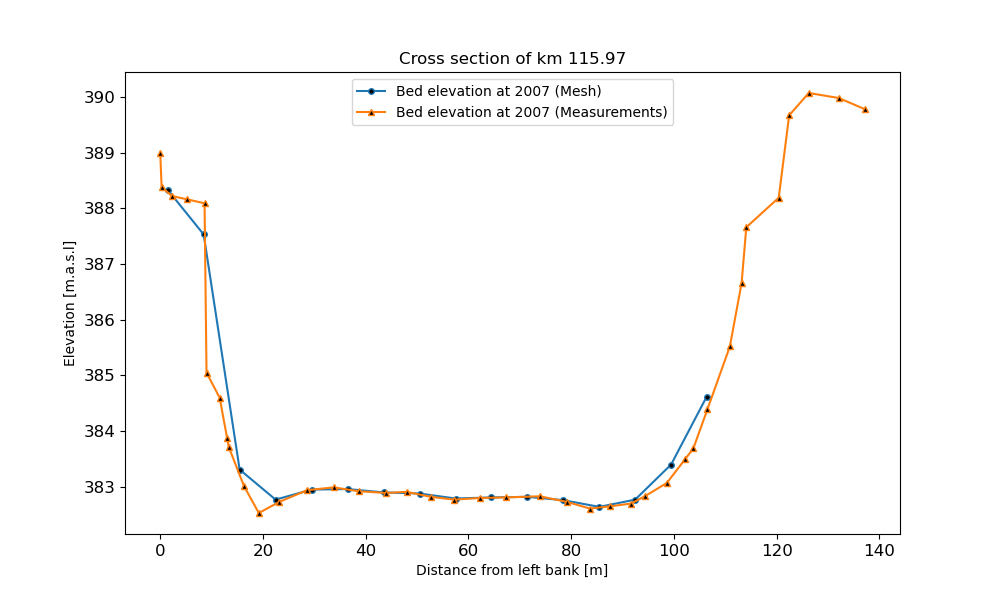 Cross section of km 115.97
Bed elevation at 2007 (Mesh)
Bed elevation at 2007 (Measurements)
Elevation [m.a.s.l]
390
389
388
387
386
385
384
383
0 20 40 60 80 100 120 140
Distance from left bank [m]